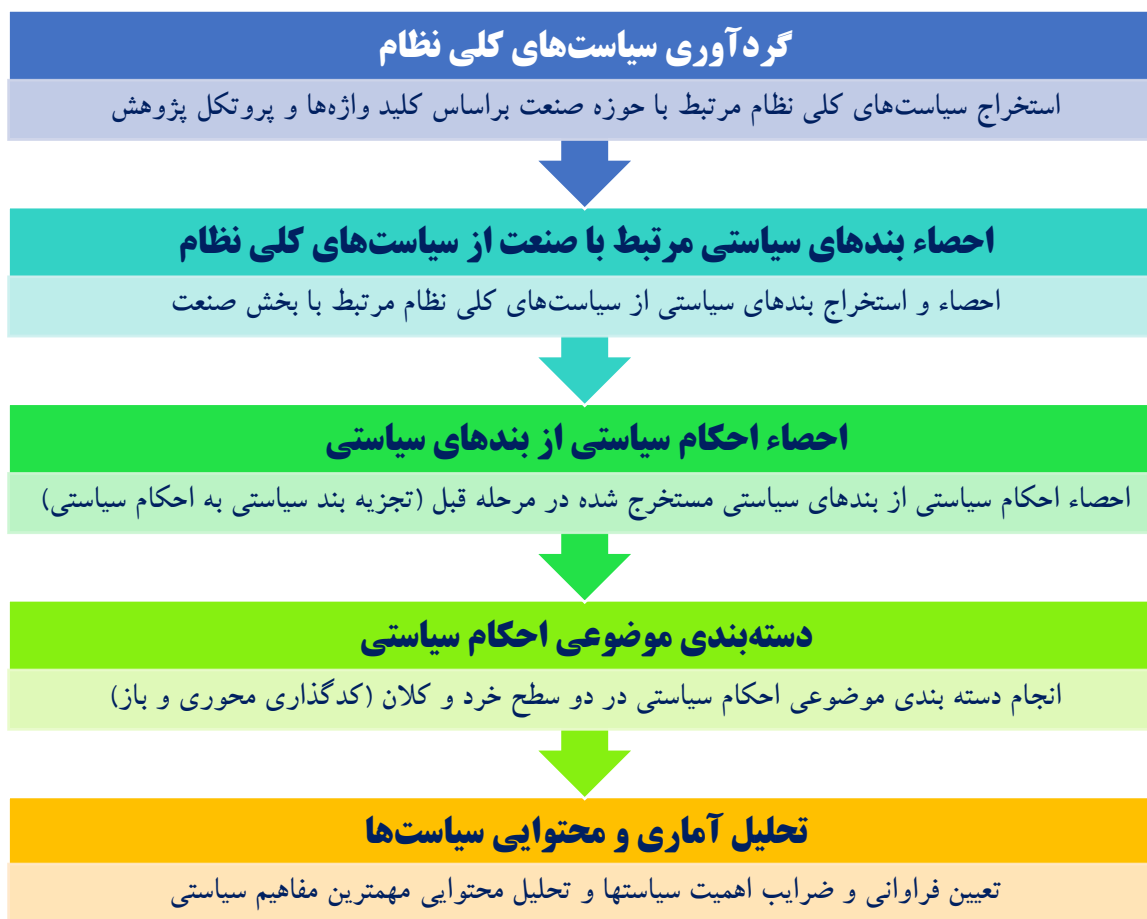 گردآوری سیاست‌های کلی نظام
استخراج سیاست‌های کلی نظام مرتبط با حوزه صنعت براساس کلید واژه‌ها و پروتکل پژوهش
احصاء بندهای سیاستی مرتبط با صنعت از سیاست‌های کلی نظام
احصاء و استخراج بندهای سیاستی از سیاست‌های کلی نظام مرتبط با بخش صنعت
احصاء احکام سیاستی از بندهای سیاستی
احصاء احکام سیاستی از بندهای سیاستی مستخرج شده در مرحله قبل (تجزیه بند سیاستی به احکام سیاستی)
دسته‌بندی موضوعی احکام سیاستی
انجام دسته بندی موضوعی احکام سیاستی در دو سطح خرد و کلان (کدگذاری محوری و باز)
تحلیل آماری و محتوایی سیاست‌ها
تعیین فراوانی و ضرایب اهمیت سیاستها و تحلیل محتوایی مهمترین مفاهیم سیاستی